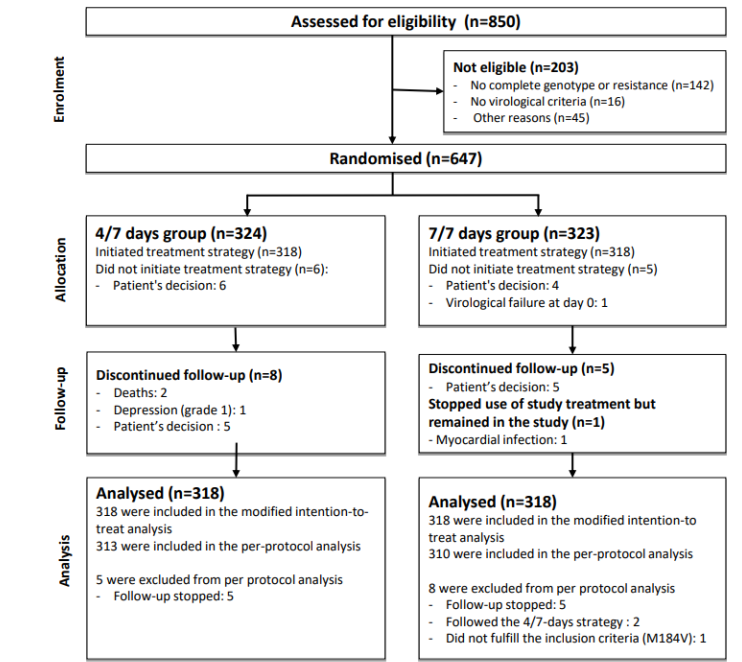 Assessed for eligibility (n=850)
Enrolment
Not eligible (n=203)
- No complete genotype or resistance (n=142)
- No virological criteria (n=16)
- Other reasons (n=45)
Randomised (n=647)
Allocation
4/7 days group (n=324)
Initiated treatment strategy (n=318)
Did not initiate treatment strategy (n=6):
- Patient's decision: 6
7/7 days group (n=323)
Initiated treatment strategy (n=318)
Did not initiate treatment strategy (n=5)
- Patient's decision: 4
- Virological failure at day 0: 1
Follow-up
Discontinued follow-up (n=8)
- Deaths: 2
- Depression (grade 1): 1
- Patient's decision : 5
Discontinued follow-up (n=5)
- Patient's decision: 5
Stopped use of study treatment but
remained in the study (n=1)
- Myocardial infection: 1
Analysis
Analysed (n=318)
318 were included in the modified intention-to-
treat analysis
313 were included in the per-protocol analysis
5 were excluded from per protocol analysis
- Follow-up stopped: 5
Analysed (n=318)
318 were included in the modified intention-to
treat analysis
310 were included in the per-protocol analysis
8 were excluded from per protocol analysis
- Follow-up stopped: 5
- Followed the 4/7-days strategy : 2
- Did not fulfill the inclusion criteria (M184V): 1